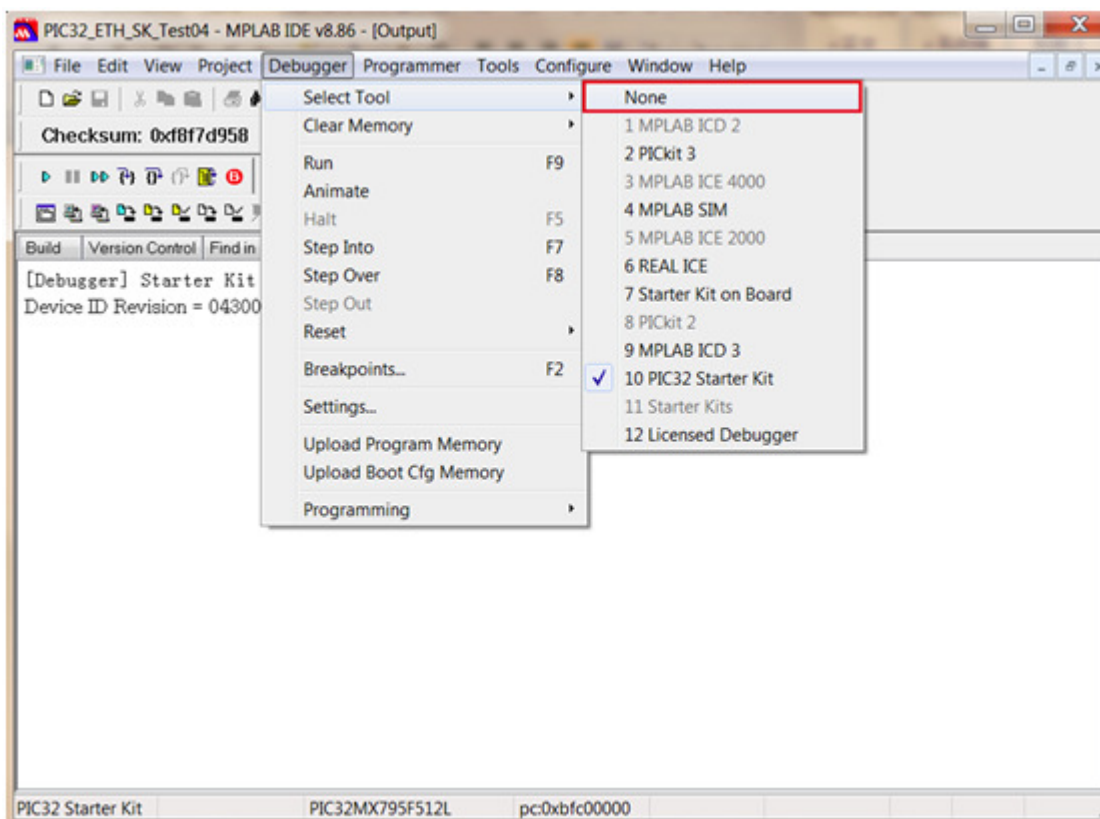 PIC32_ETH_SK_Test04 - MPLAB IDE v8.86 - [Output]
File Edit View Project Debugger Programmer Tools Configure Window Help
Checksum: 0xf8f7d958
Build Version Control Find in
[Debugger] Starter Kit
Device ID Revision = 04300
Select Tool
Clear Memory
Run F9
Animate
Halt F5
Step Into F7
Step Over F8
Step Out
Reset
Breakpoints... F2
Settings...
Upload Program Memory
Upload Boot Cfg Memory
Programming
None
1 MPLAB ICD 2
2 PICkit 3
3 MPLAB ICE 4000
4 MPLAB SIM
5 MPLAB ICE 2000
6 REAL ICE
7 Starter Kit on Board
8 PICkit 2
9 MPLAB ICD 3
10 PIC32 Starter Kit
11 Starter Kits
12 Licensed Debugger
PIC32 Starter Kit PIC32MX795F512L pc:0xbfc00000